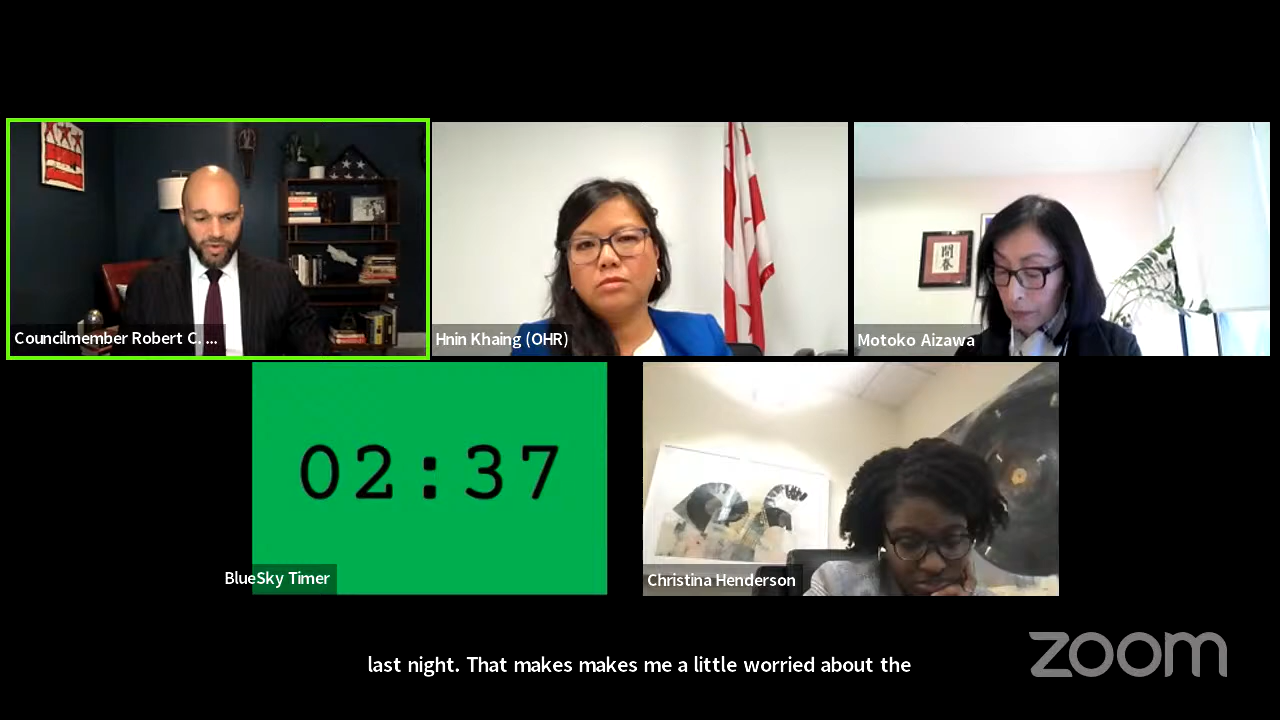 Councilmember Robert C. ...
Hnin Khaing (OHR)
Motoko Aizawa
02:37
BlueSky Timer
Christina Henderson
last night. That makes makes me a little worried about the
zoom